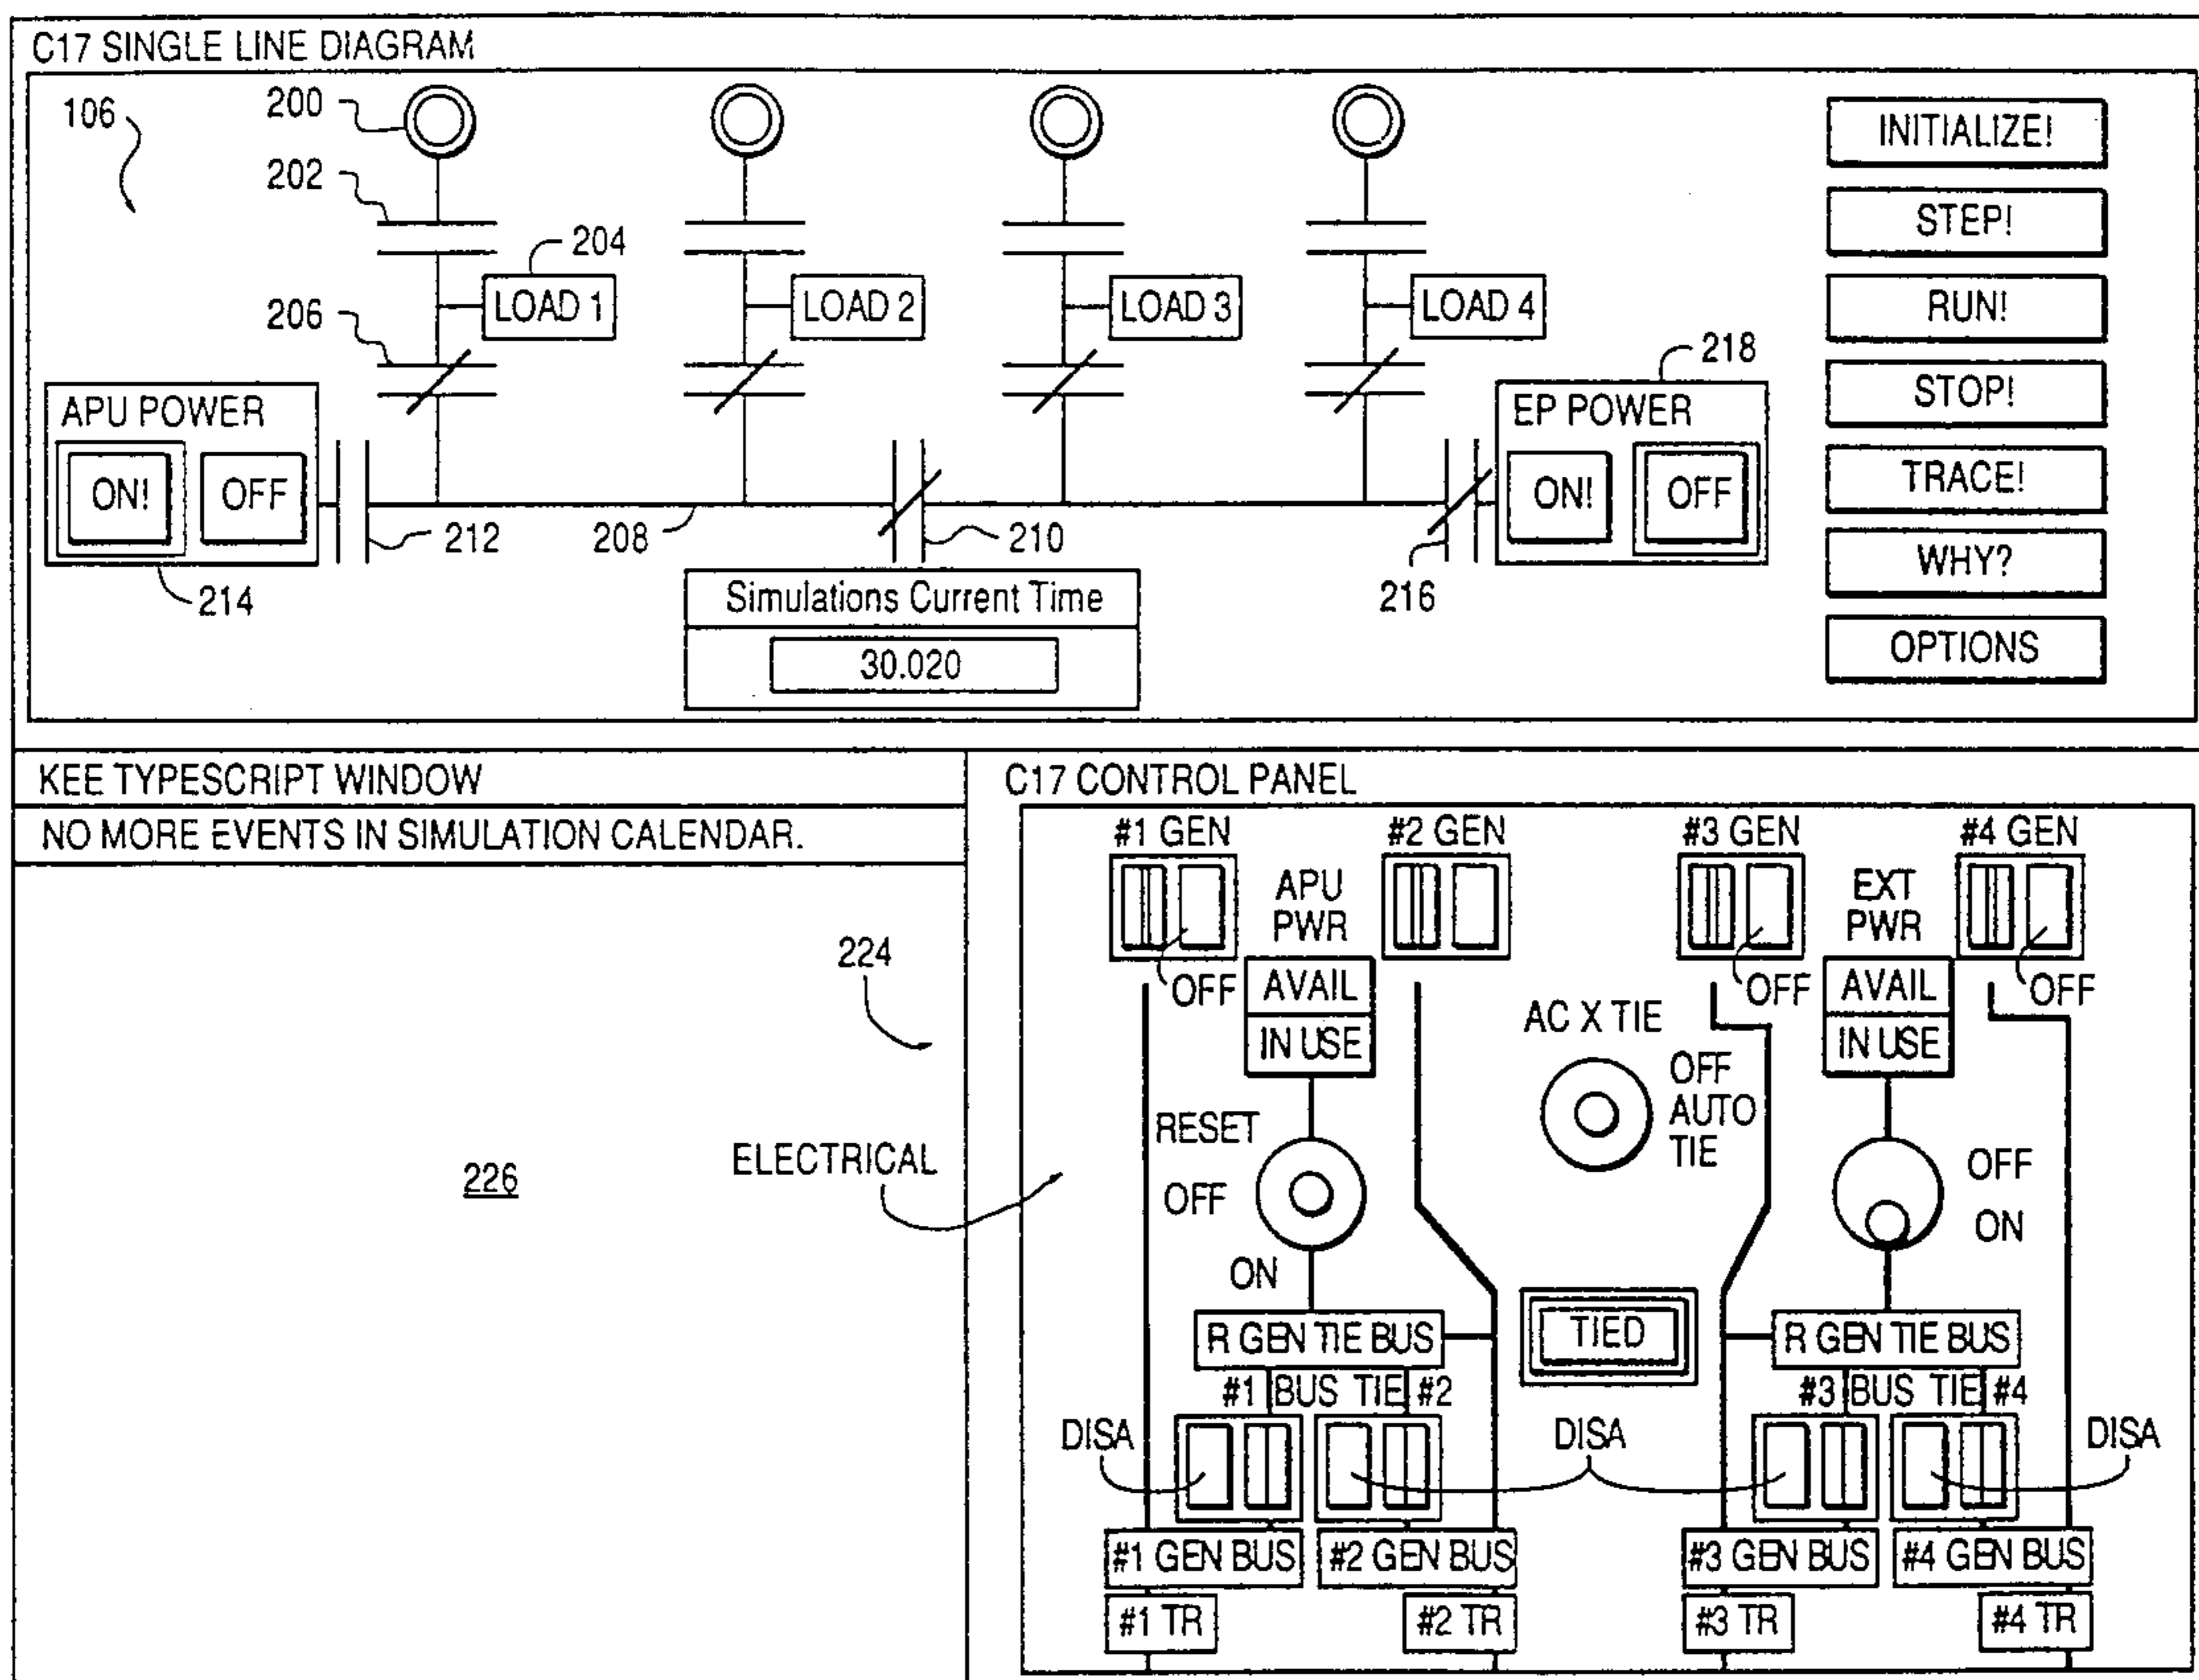 C17 SINGLE LINE DIAGRAM
106
200
202
204
LOAD 1
LOAD 2
LOAD 3
LOAD 4
206
218
APU POWER
ON!
OFF
EP POWER
ON!
OFF
212
208
210
216
214
Simulations Current Time
30.020
INITIALIZE!
STEP!
RUN!
STOP!
TRACE!
WHY?
OPTIONS
KEE TYPESCRIPT WINDOW
NO MORE EVENTS IN SIMULATION CALENDAR.
226
224
ELECTRICAL
C17 CONTROL PANEL
#1 GEN
#2 GEN
#3 GEN
#4 GEN
APU
PWR
EXT
PWR
OFF
AVAIL
IN USE
OFF
AVAIL
IN USE
OFF
AC X TIE
OFF
AUTO
TIE
RESET
OFF
ON
OFF
ON
R GEN TIE BUS
TIED
R GEN TIE BUS
#1 BUS TIE #2
#3 BUS TIE #4
DISA
DISA
DISA
#1 GEN BUS
#2 GEN BUS
#3 GEN BUS
#4 GEN BUS
#1 TR
#2 TR
#3 TR
#4 TR